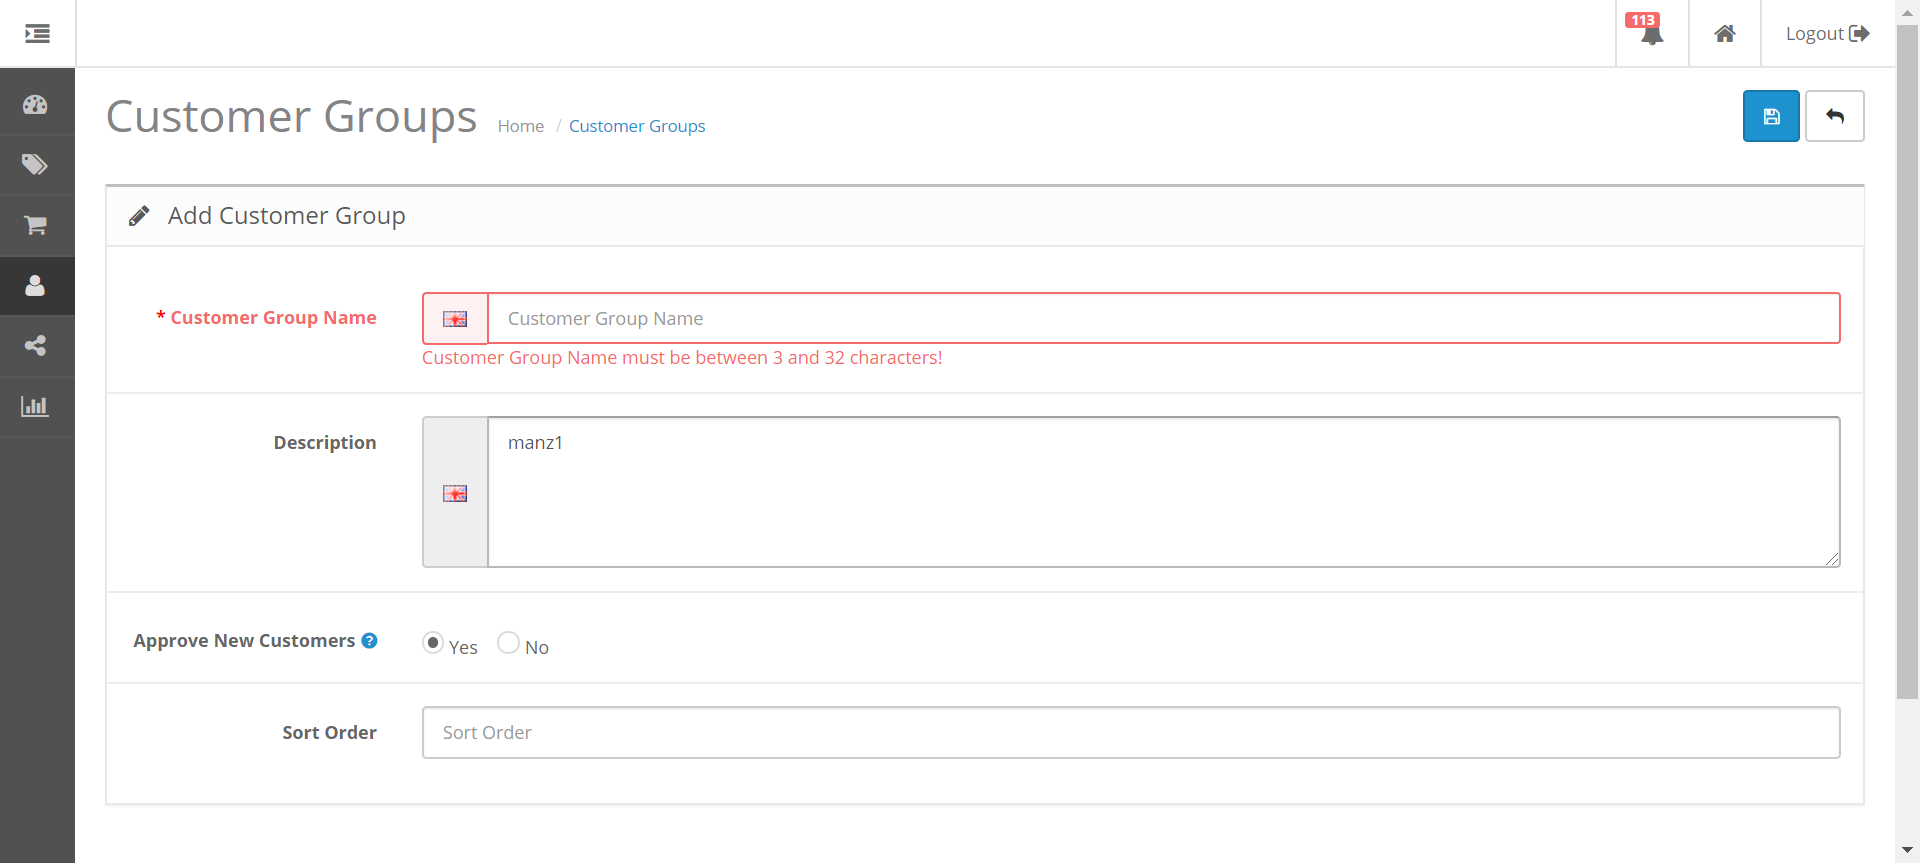 113
Logout
Customer Groups
Home / Customer Groups
Add Customer Group
* Customer Group Name
Customer Group Name
Customer Group Name must be between 3 and 32 characters!
Description
manz1
Approve New Customers ?
Yes
No
Sort Order
Sort Order